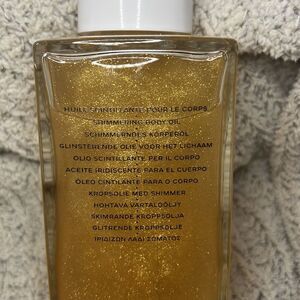 HUILE SCINTILLANTE POUR LE CORPS
SHIMMERING BODY OIL
SCHIMMERNDES KÖRPERÖL
GLINSTERENDE OLIE VOOR HET LICHAAM
OLIO SCINTILLANTE PER IL CORPO
ACEITE IRIDISCENTE PARA EL CUERPO
ÓLEO CINTILANTE PARA O CORPO
KROPSOLIE MED SHIMMER
HOHTAVA VARTALOÖLJY
SKIMRANDE KROPPSOLJA
GLITRENDE KROPPSOLJE
ΙΡΙΔΙΖΟΝ ΛΑΔΙ ΣΩΜΑΤΟΣ